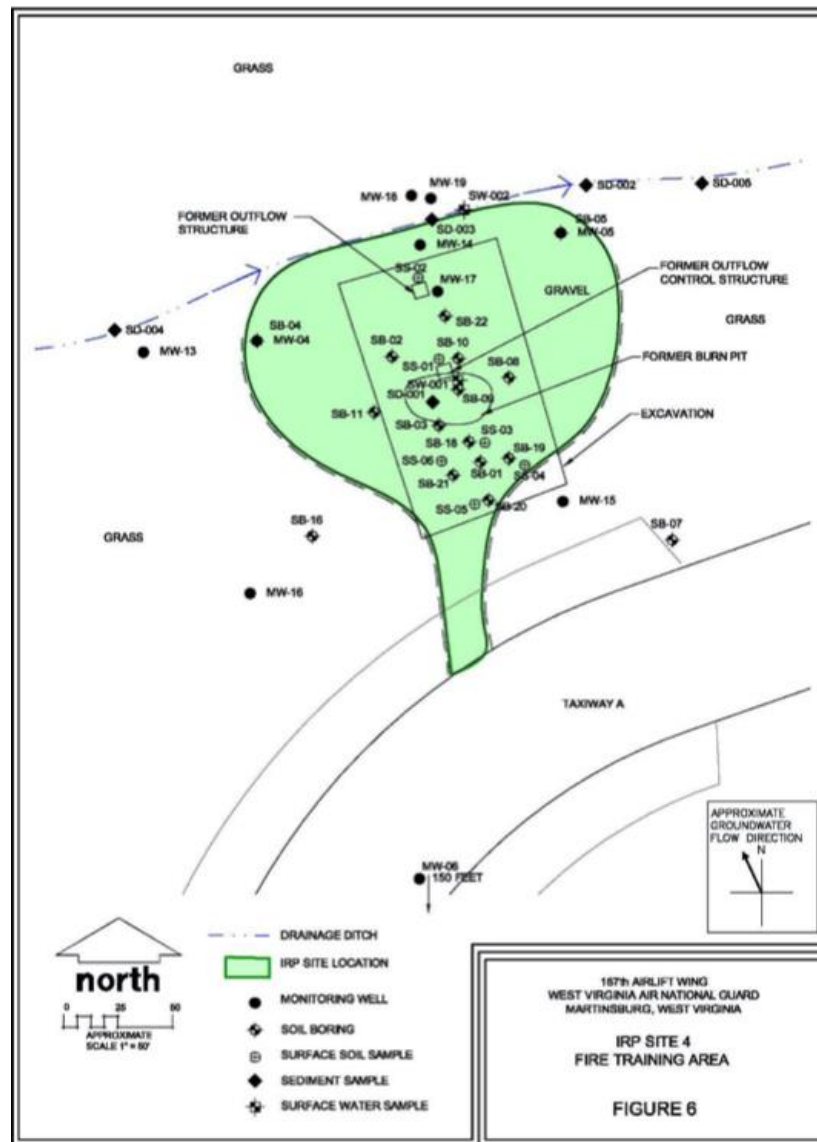 GRASS
MW-18
MW-19
SW-002
SD-002
SD-006
FORMER OUTFLOW
STRUCTURE
SD-003
MW-14
SB-05
MW-05
SS-02
MW-17
FORMER OUTFLOW
CONTROL STRUCTURE
GRAVEL
GRASS
SD-004
MW-13
SB-04
MW-04
SB-22
SB-02
SB-10
SS-01
SB-08
FORMER BURN PIT
SW-001
SD-001
SB-09
SB-11
SB-03
EXCAVATION
SB-18
SS-03
SB-19
SS-06
SB-01
SS-04
SB-21
SS-05
SB-20
MW-15
GRASS
SB-16
SB-07
MW-16
TAXIWAY A
MW-06
150 FEET
APPROXIMATE
GROUNDWATER
FLOW DIRECTION
N
north
0 25 50
APPROXIMATE
SCALE 1" = 50'
DRAINAGE DITCH
IRP SITE LOCATION
MONITORING WELL
SOIL BORING
SURFACE SOIL SAMPLE
SEDIMENT SAMPLE
SURFACE WATER SAMPLE
167th AIRLIFT WING
WEST VIRGINIA AIR NATIONAL GUARD
MARTINSBURG, WEST VIRGINIA
IRP SITE 4
FIRE TRAINING AREA
FIGURE 6